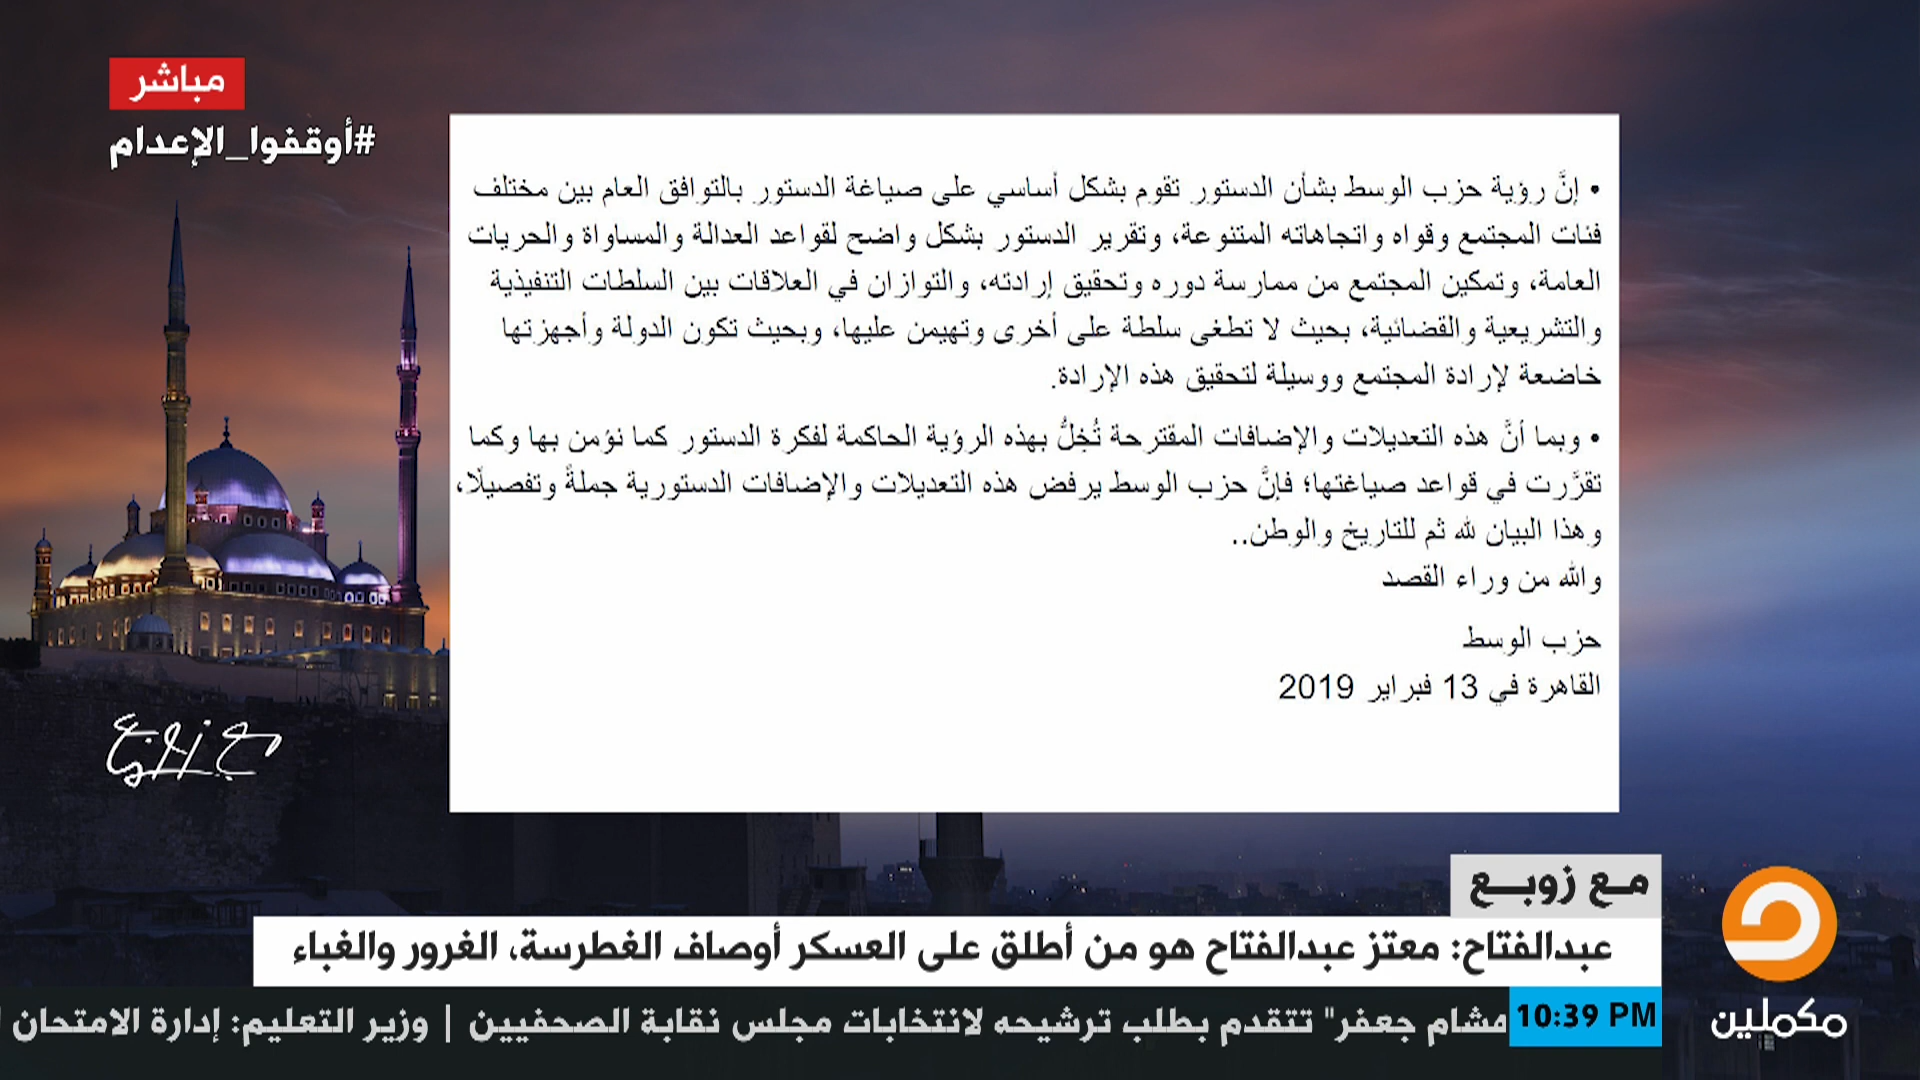 مباشر
#أوقفوا_الإعدام
• إنَّ رؤية حزب الوسط بشأن الدستور تقوم بشكل أساسي على صياغة الدستور بالتوافق العام بين مختلف
فئات المجتمع وقواه واتجاهاته المتنوعة، وتقرير الدستور بشكل واضح لقواعد العدالة والمساواة والحريات
العامة، وتمكين المجتمع من ممارسة دوره وتحقيق إرادته، والتوازان في العلاقات بين السلطات التنفيذية
والتشريعية والقضائية، بحيث لا تطغى سلطة على أخرى وتهيمن عليها، وبحيث تكون الدولة وأجهزتها
خاضعة لإرادة المجتمع ووسيلة لتحقيق هذه الإرادة.
• وبما أنَّ هذه التعديلات والإضافات المقترحة تُخِلُّ بهذه الرؤية الحاكمة لفكرة الدستور كما نؤمن بها وكما
تقرَّرت في قواعد صياغتها؛ فإنَّ حزب الوسط يرفض هذه التعديلات والإضافات الدستورية جملةً وتفصيلًا،
وهذا البيان لله ثم للتاريخ والوطن..
والله من وراء القصد
حزب الوسط
القاهرة في 13 فبراير 2019
مع زوبع
مع زوبع
عبدالفتاح: معتز عبدالفتاح هو من أطلق على العسكر أوصاف الغطرسة، الغرور والغباء
10:39 PM
مشام جعفر" تتقدم بطلب ترشيحه لانتخابات مجلس نقابة الصحفيين | وزير التعليم: إدارة الامتحان
مكملين